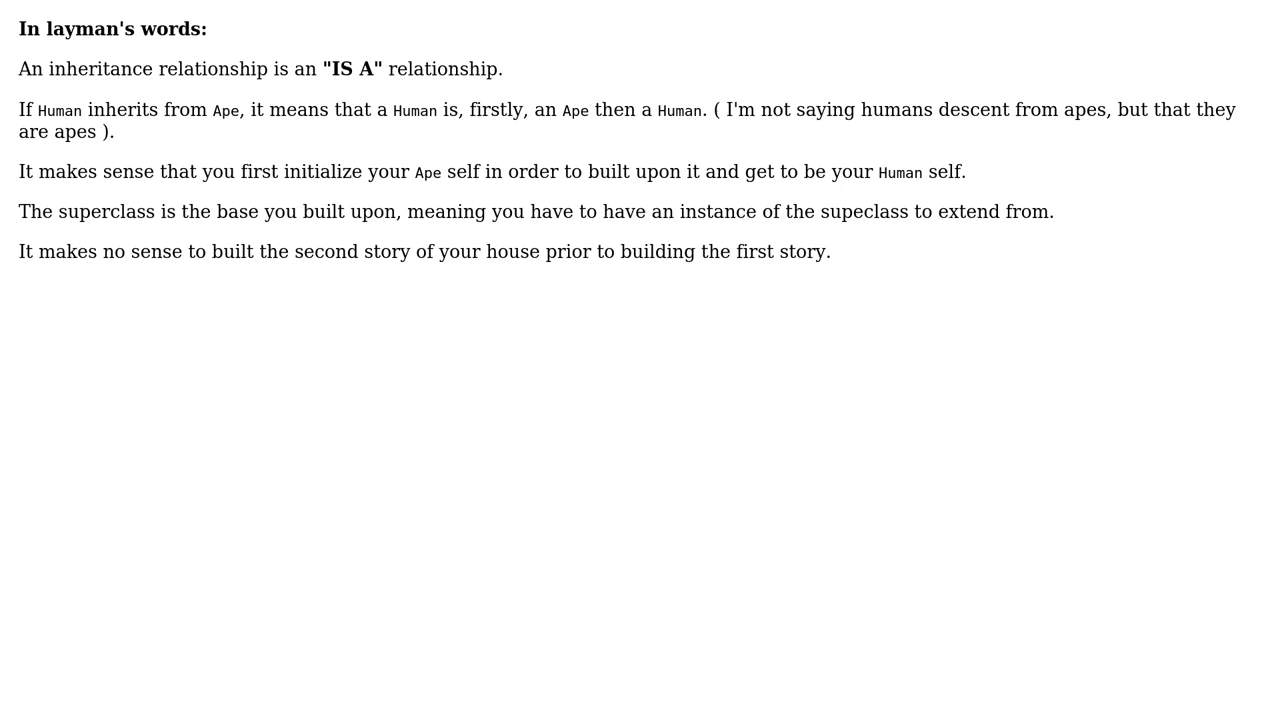 In layman's words:
An inheritance relationship is an "IS A" relationship.
If Human inherits from Ape, it means that a Human is, firstly, an Ape then a Human. ( I'm not saying humans descent from apes, but that they
are apes ).
It makes sense that you first initialize your Ape self in order to built upon it and get to be your Human self.
The superclass is the base you built upon, meaning you have to have an instance of the supeclass to extend from.
It makes no sense to built the second story of your house prior to building the first story.